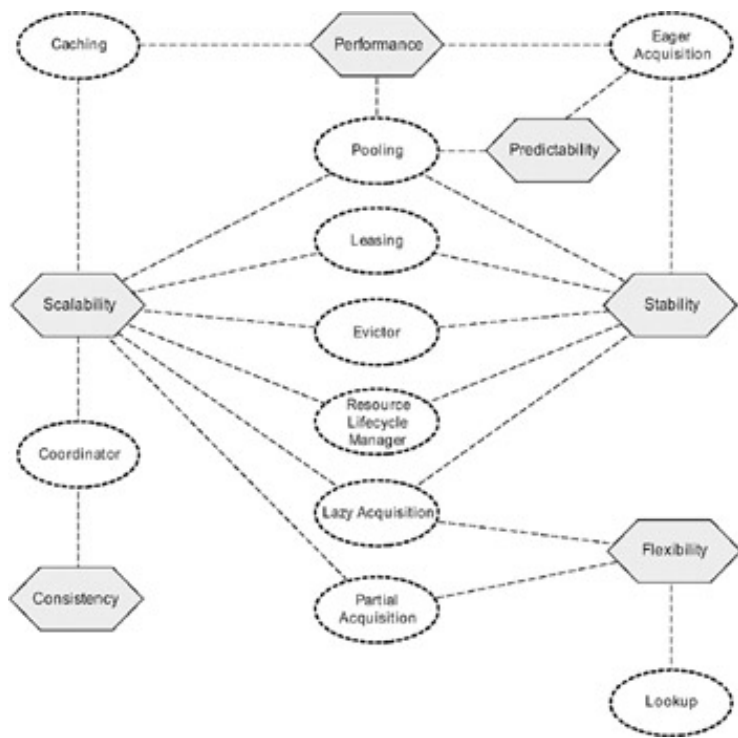 Caching
Performance
Eager
Acquisition
Pooling
Predictability
Leasing
Scalability
Stability
Evictor
Resource
Lifecycle
Manager
Coordinator
Lazy Acquisition
Flexibility
Consistency
Partial
Acquisition
Lookup